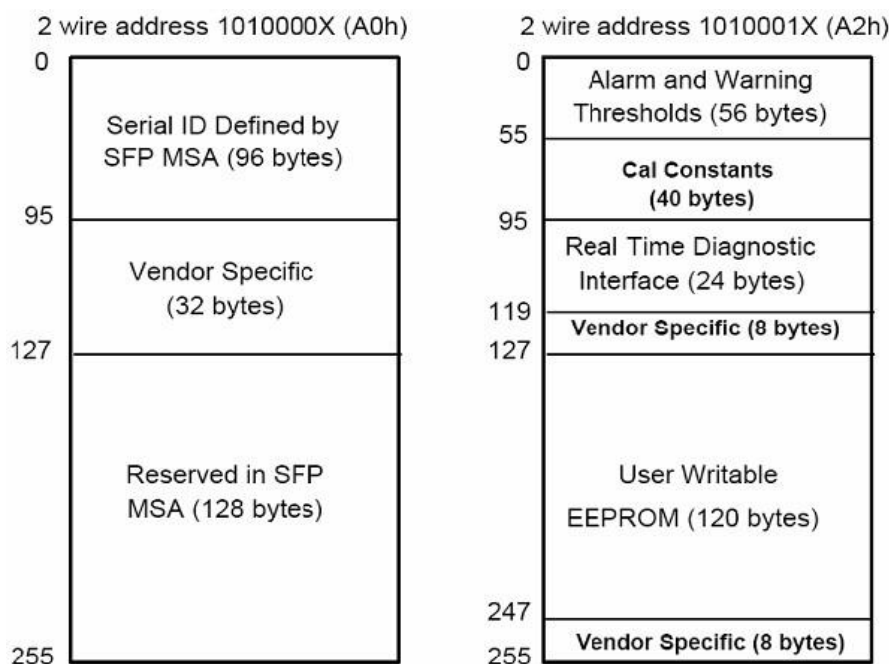 2 wire address 1010000X (A0h)
0
Serial ID Defined by
SFP MSA (96 bytes)
95
Vendor Specific
(32 bytes)
127
Reserved in SFP
MSA (128 bytes)
255
2 wire address 1010001X (A2h)
0
Alarm and Warning
Thresholds (56 bytes)
55
Cal Constants
(40 bytes)
95
Real Time Diagnostic
Interface (24 bytes)
119
Vendor Specific (8 bytes)
127
User Writable
EEPROM (120 bytes)
247
Vendor Specific (8 bytes)
255